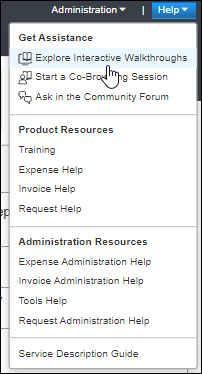 Administration | Help
Get Assistance
Explore Interactive Walkthroughs
Start a Co-Browsing Session
Ask in the Community Forum
Product Resources
Training
Expense Help
Invoice Help
Request Help
Administration Resources
Expense Administration Help
Invoice Administration Help
Tools Help
Request Administration Help
Service Description Guide